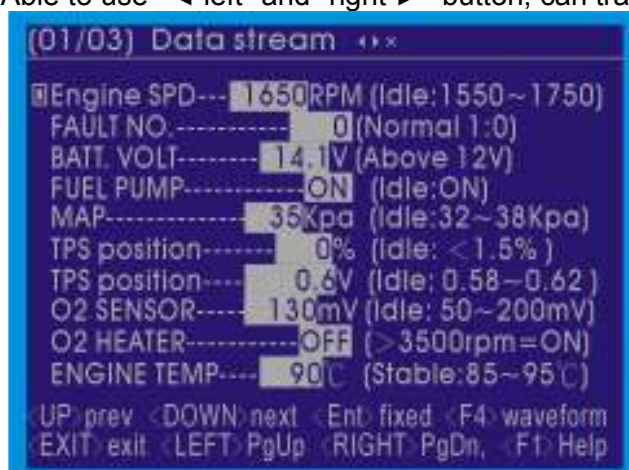 Able to use "◄ left" and "right ►" button, can tra
(01/03) Data stream
Engine SPD--- 1650RPM (Idle:1550~1750)
FAULT NO.------------ 0 (Normal 1:0)
BATT. VOLT-------- 14.1V (Above 12V)
FUEL PUMP------------ON (Idle:ON)
MAP-------------- 35Kpa (Idle:32~38Kpa)
TPS position------- 0% (Idle: <1.5% )
TPS position---- 0.6V (Idle: 0.58~0.62 )
O2 SENSOR----- 130mV (Idle: 50~200mV)
O2 HEATER-----------OFF (>3500rpm=ON)
ENGINE TEMP---- 90℃ (Stable:85~95℃)
<UP>prev <DOWN>next <Ent>fixed <F4>waveform
<EXIT>exit <LEFT>PgUp <RIGHT>PgDn, <F1>Help